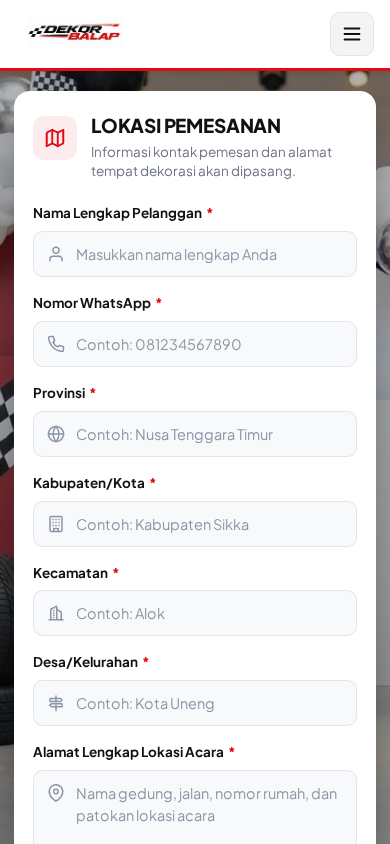 DEKOR
BALAP
LOKASI PEMESANAN
Informasi kontak pemesan dan alamat
tempat dekorasi akan dipasang.
Nama Lengkap Pelanggan *
Masukkan nama lengkap Anda
Nomor WhatsApp *
Contoh: 081234567890
Provinsi *
Contoh: Nusa Tenggara Timur
Kabupaten/Kota *
Contoh: Kabupaten Sikka
Kecamatan *
Contoh: Alok
Desa/Kelurahan *
Contoh: Kota Uneng
Alamat Lengkap Lokasi Acara *
Nama gedung, jalan, nomor rumah, dan
patokan lokasi acara